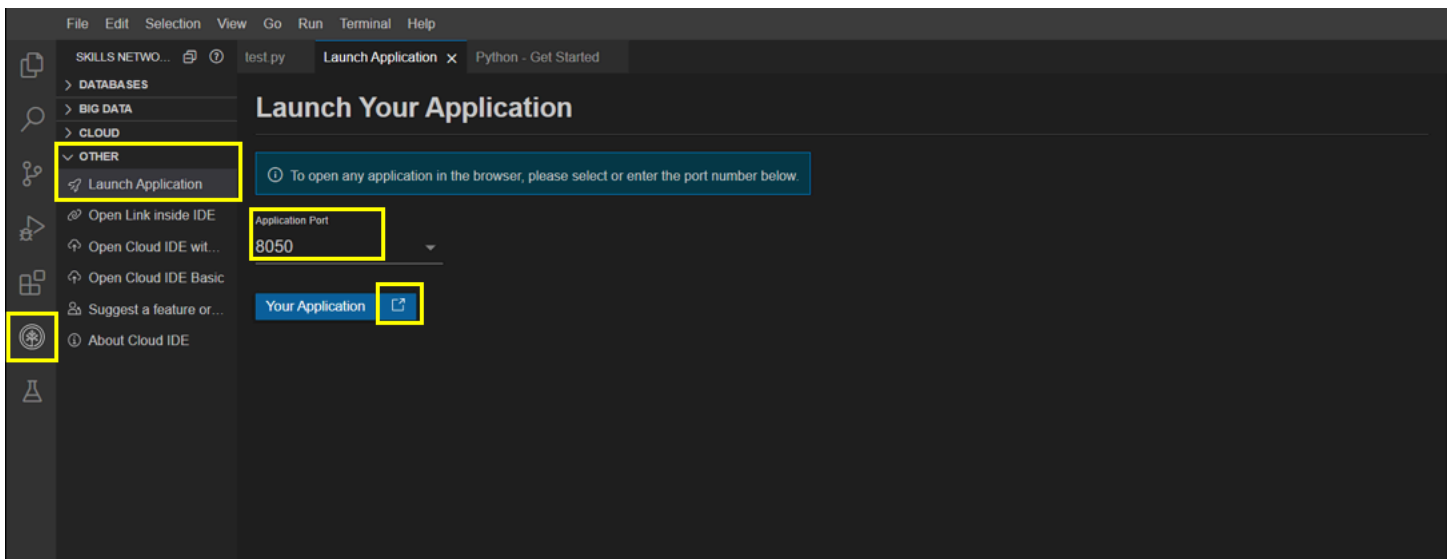 File Edit Selection View Go Run Terminal Help
SKILLS NETWO...
test.py Launch Application Python - Get Started
DATABASES
BIG DATA
CLOUD
OTHER
Launch Application
Open Link inside IDE
Open Cloud IDE wit...
Open Cloud IDE Basic
Suggest a feature or...
About Cloud IDE
Launch Your Application
To open any application in the browser, please select or enter the port number below.
Application Port
8050
Your Application